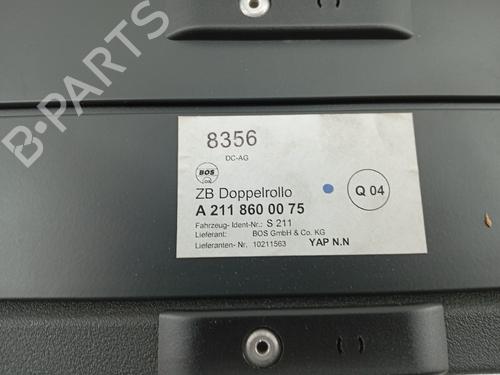 8356
DC-AG
BOS
ZB Doppelrollo
Q 04
A 211 860 00 75
Fahrzeug- Ident-Nr.: S 211
Lieferant: BOS GmbH & Co. KG
Lieferanten- Nr. 10211563 YAP N.N
B-PARTS